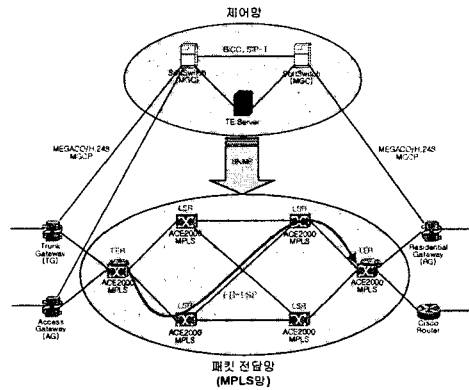 제어망
BICC, SIP-T
SoftSwitch
(MGC)
SoftSwitch
(MGC)
TE Server
MEGACO/H.248
MGCP
MEGACO/H.248
MGCP
SNMP
LSR
ACE2000
MPLS
LSR
ACE2000
MPLS
Trunk
Gateway
(TG)
LER
ACE2000
MPLS
LER
ACE2000
MPLS
Residential
Gateway
(RG)
Access
Gateway
(AG)
LSR
ACE2000
MPLS
LSR
ACE2000
MPLS
Cisco
Router
패킷 전달망
(MPLS망)